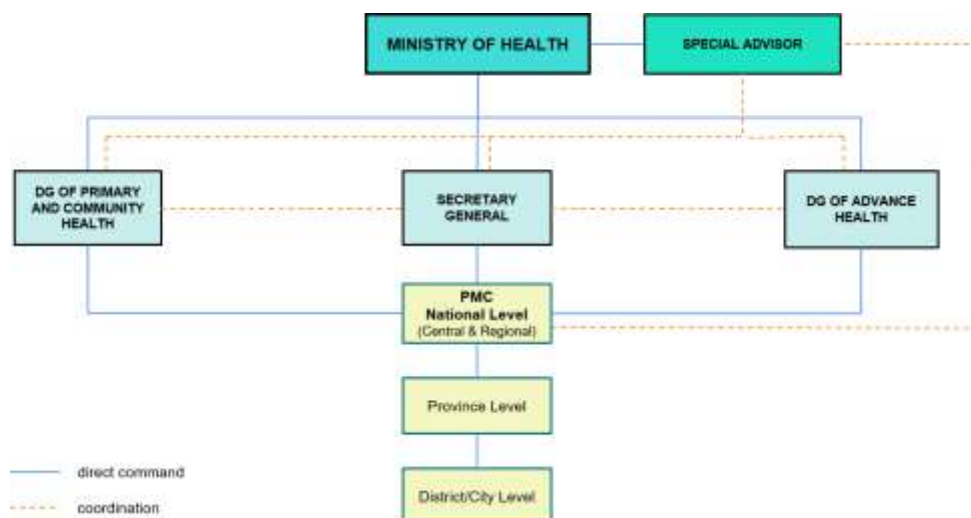 MINISTRY OF HEALTH
SPECIAL ADVISOR
DG OF PRIMARY
AND COMMUNITY
HEALTH
SECRETARY
GENERAL
DG OF ADVANCE
HEALTH
PMC
National Level
(Central & Regional)
Province Level
District/City Level
direct command
coordination